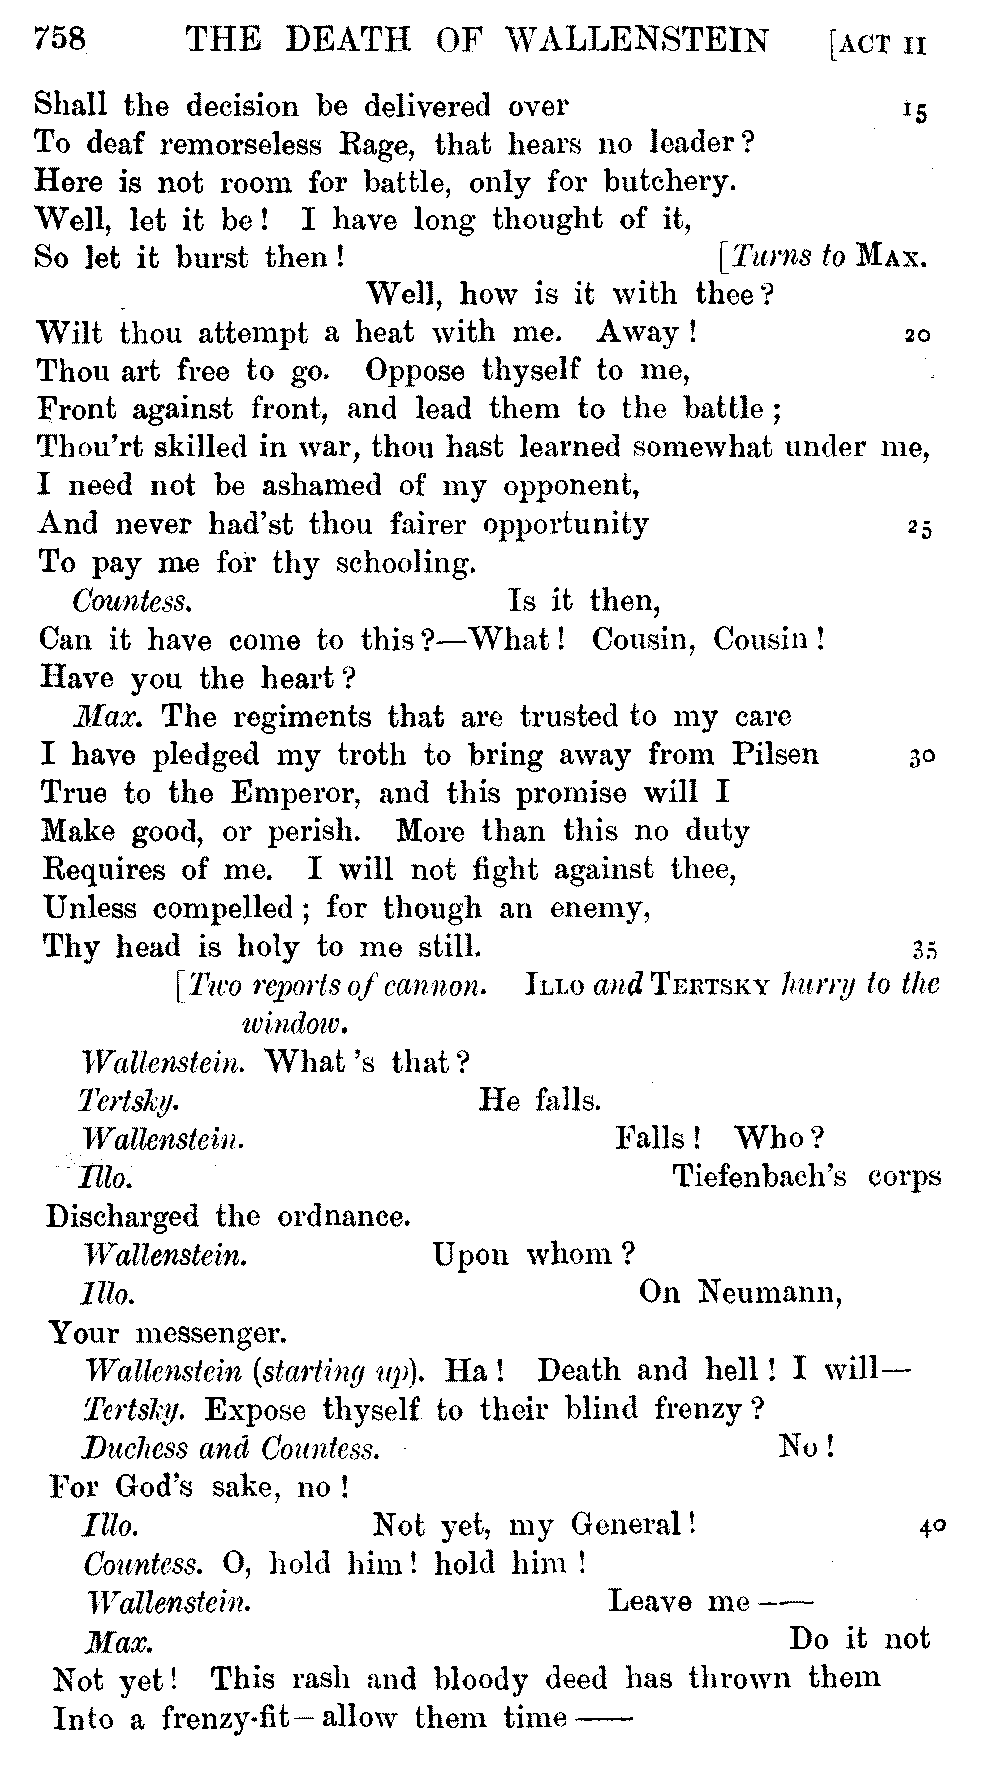 758 THE DEATH OF WALLENSTEIN [ACT II
Shall the decision be delivered over 15
To deaf remorseless Rage, that hears no leader?
Here is not room for battle, only for butchery.
Well, let it be! I have long thought of it,
So let it burst then! [Turns to MAX.
Well, how is it with thee?
Wilt thou attempt a heat with me. Away! 20
Thou art free to go. Oppose thyself to me,
Front against front, and lead them to the battle;
Thou'rt skilled in war, thou hast learned somewhat under me,
I need not be ashamed of my opponent,
And never had'st thou fairer opportunity 25
To pay me for thy schooling.
Countess. Is it then,
Can it have come to this?—What! Cousin, Cousin!
Have you the heart?
Max. The regiments that are trusted to my care
I have pledged my troth to bring away from Pilsen 30
True to the Emperor, and this promise will I
Make good, or perish. More than this no duty
Requires of me. I will not fight against thee,
Unless compelled; for though an enemy,
Thy head is holy to me still. 35
[Two reports of cannon. ILLO and TERTSKY hurry to the
window.
Wallenstein. What's that?
Tertsky. He falls.
Wallenstein. Falls! Who?
Illo. Tiefenbach's corps
Discharged the ordnance.
Wallenstein. Upon whom?
Illo. On Neumann,
Your messenger.
Wallenstein (starting up). Ha! Death and hell! I will—
Tertsky. Expose thyself to their blind frenzy?
Duchess and Countess. No!
For God's sake, no!
Illo. Not yet, my General! 40
Countess. O, hold him! hold him!
Wallenstein. Leave me——
Max. Do it not
Not yet! This rash and bloody deed has thrown them
Into a frenzy-fit—allow them time——